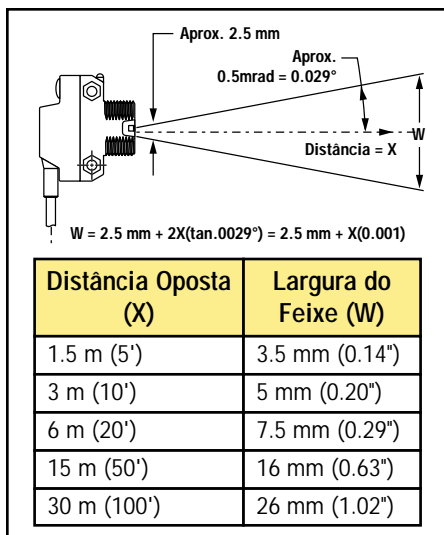 Aprox. 2.5 mm
Aprox.
0.5mrad = 0.029°
W
Distância = X
W = 2.5 mm + 2X(tan.0029°) = 2.5 mm + X(0.001)
Distância Oposta (X) Largura do Feixe (W)
1.5 m (5') 3.5 mm (0.14")
3 m (10') 5 mm (0.20")
6 m (20') 7.5 mm (0.29")
15 m (50') 16 mm (0.63")
30 m (100') 26 mm (1.02")